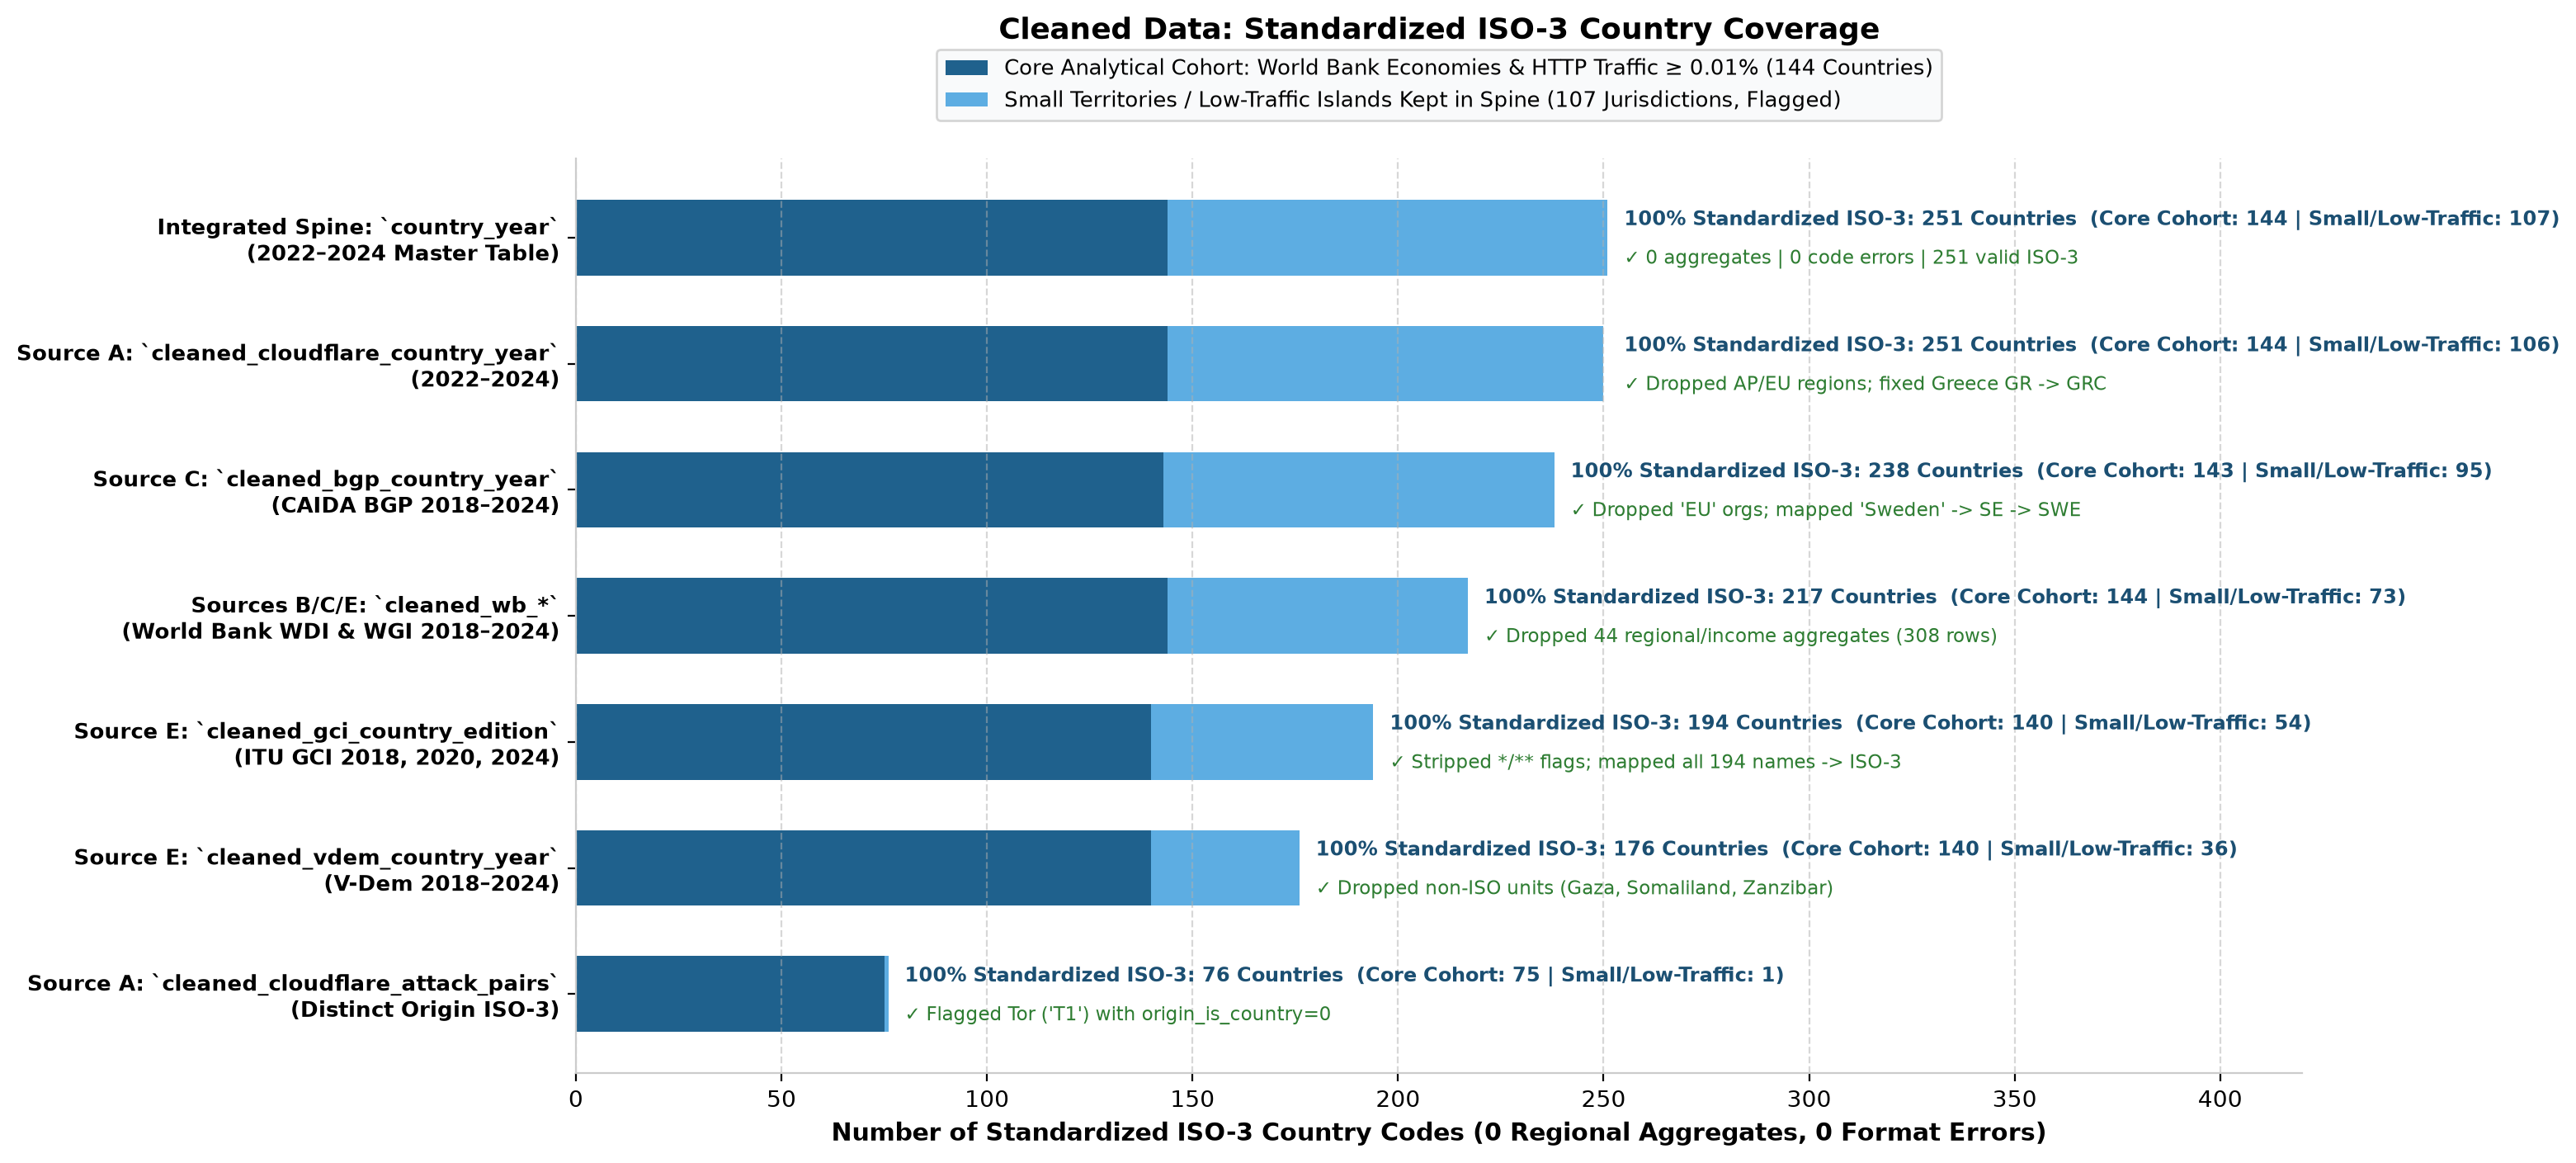 Cleaned Data: Standardized ISO-3 Country Coverage
Core Analytical Cohort: World Bank Economies & HTTP Traffic ≥ 0.01% (144 Countries)
Small Territories / Low-Traffic Islands Kept in Spine (107 Jurisdictions, Flagged)
Integrated Spine: `country_year`
(2022–2024 Master Table)
100% Standardized ISO-3: 251 Countries (Core Cohort: 144 | Small/Low-Traffic: 107)
✓ 0 aggregates | 0 code errors | 251 valid ISO-3
Source A: `cleaned_cloudflare_country_year`
(2022–2024)
100% Standardized ISO-3: 251 Countries (Core Cohort: 144 | Small/Low-Traffic: 106)
✓ Dropped AP/EU regions; fixed Greece GR -> GRC
Source C: `cleaned_bgp_country_year`
(CAIDA BGP 2018–2024)
100% Standardized ISO-3: 238 Countries (Core Cohort: 143 | Small/Low-Traffic: 95)
✓ Dropped 'EU' orgs; mapped 'Sweden' -> SE -> SWE
Sources B/C/E: `cleaned_wb_*`
(World Bank WDI & WGI 2018–2024)
100% Standardized ISO-3: 217 Countries (Core Cohort: 144 | Small/Low-Traffic: 73)
✓ Dropped 44 regional/income aggregates (308 rows)
Source E: `cleaned_gci_country_edition`
(ITU GCI 2018, 2020, 2024)
100% Standardized ISO-3: 194 Countries (Core Cohort: 140 | Small/Low-Traffic: 54)
✓ Stripped */** flags; mapped all 194 names -> ISO-3
Source E: `cleaned_vdem_country_year`
(V-Dem 2018–2024)
100% Standardized ISO-3: 176 Countries (Core Cohort: 140 | Small/Low-Traffic: 36)
✓ Dropped non-ISO units (Gaza, Somaliland, Zanzibar)
Source A: `cleaned_cloudflare_attack_pairs`
(Distinct Origin ISO-3)
100% Standardized ISO-3: 76 Countries (Core Cohort: 75 | Small/Low-Traffic: 1)
✓ Flagged Tor ('T1') with origin_is_country=0
0 50 100 150 200 250 300 350 400
Number of Standardized ISO-3 Country Codes (0 Regional Aggregates, 0 Format Errors)